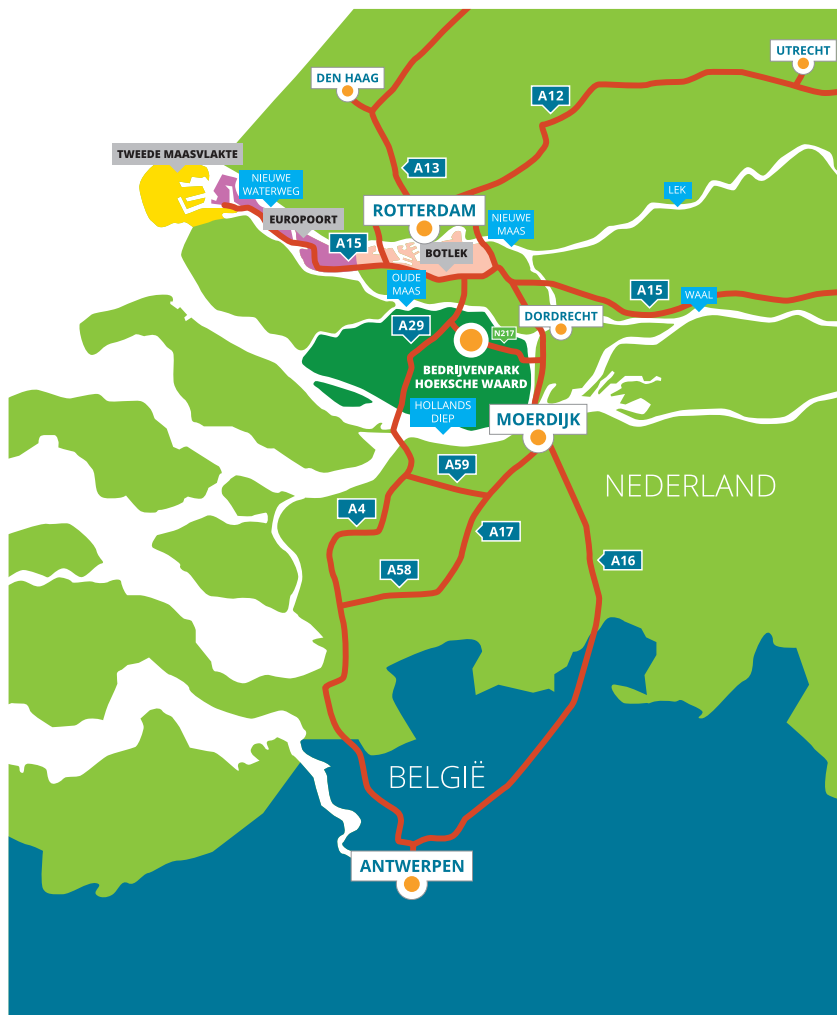 UTRECHT
DEN HAAG
A12
TWEEDE MAASVLAKTE
A13
NIEUWE
WATERWEG
LEK
ROTTERDAM
EUROPOORT
NIEUWE
MAAS
A15
BOTLEK
OUDE
MAAS
A15
WAAL
DORDRECHT
A29
N217
BEDRIJVENPARK
HOEKSCHE WAARD
HOLLANDS
DIEP
MOERDIJK
A59
NEDERLAND
A4
A17
A58
A16
BELGIË
ANTWERPEN